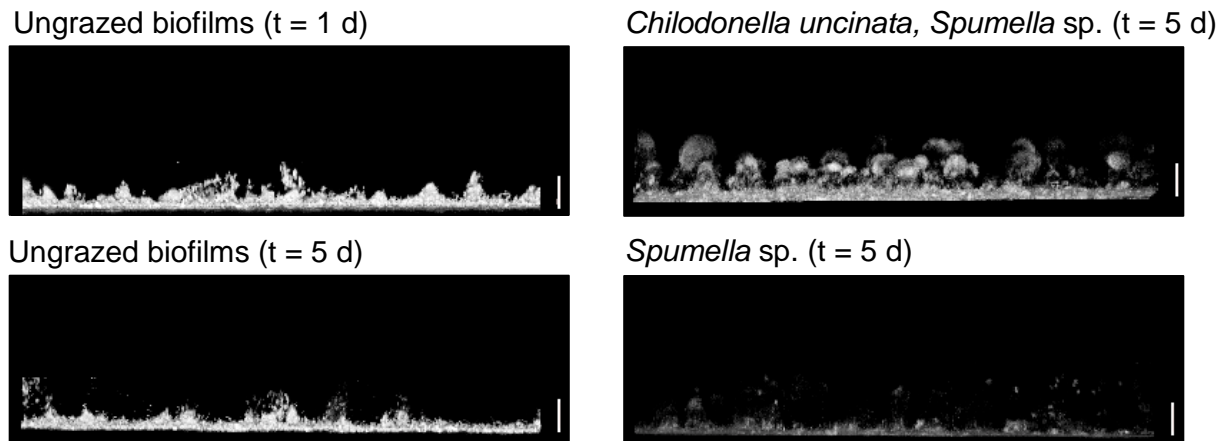 Ungrazed biofilms (t = 1 d)
Chilodonella uncinata, Spumella sp. (t = 5 d)
Ungrazed biofilms (t = 5 d)
Spumella sp. (t = 5 d)